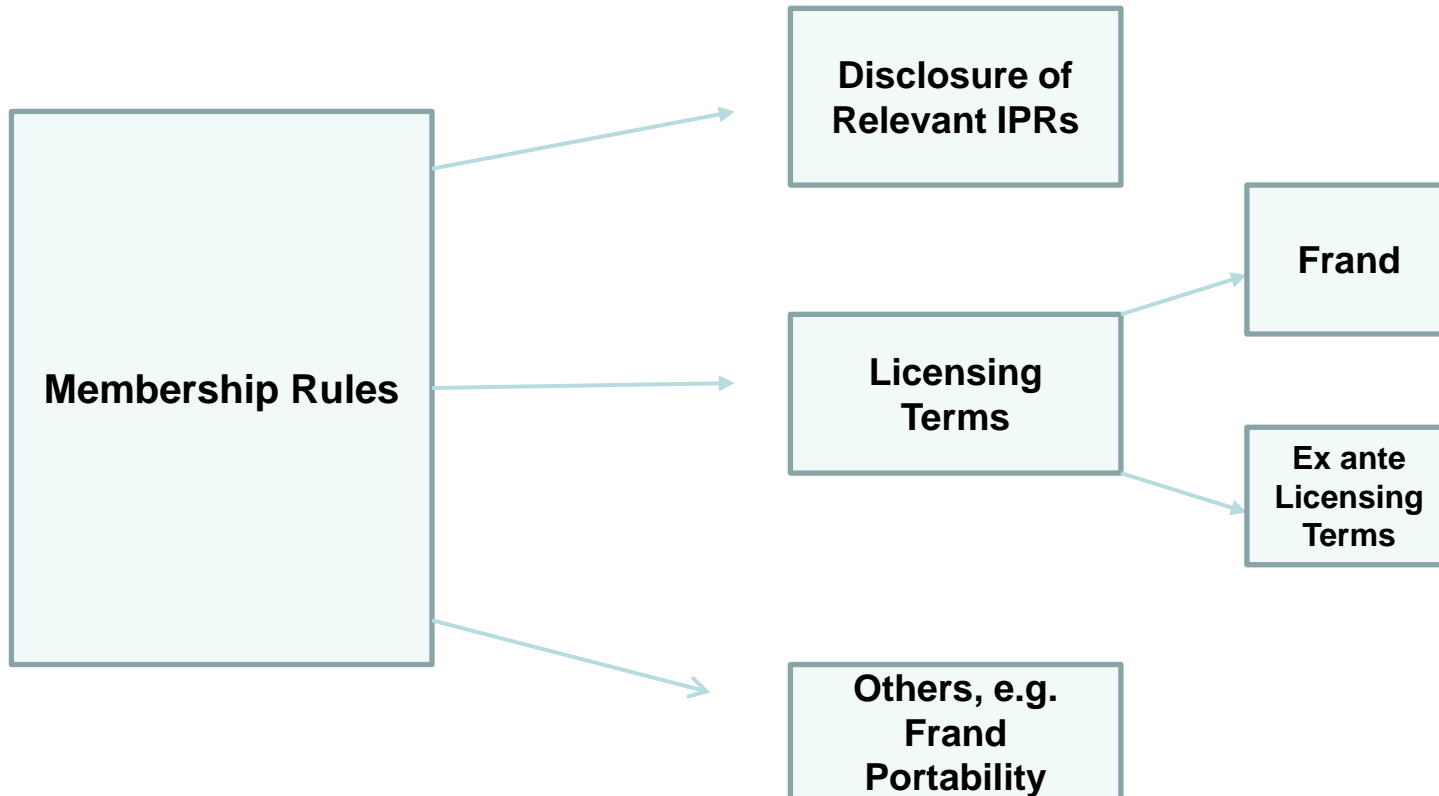 Membership Rules
Disclosure of
Relevant IPRs
Licensing
Terms
Others, e.g.
Frand
Portability
Frand
Ex ante
Licensing
Terms